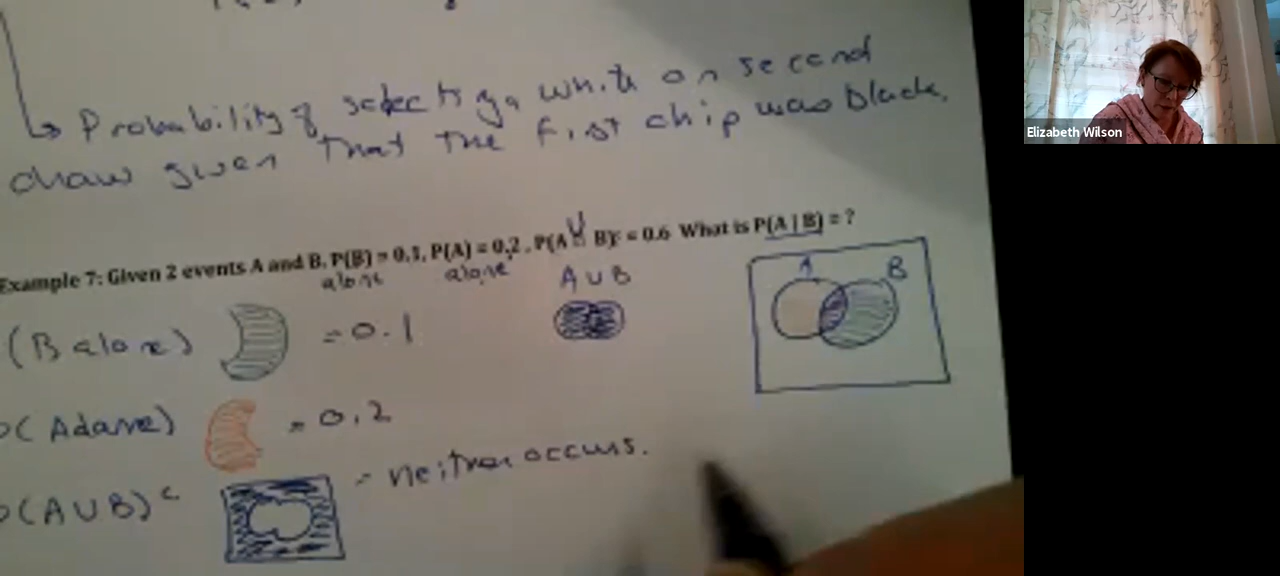 Probability of selecting a white on second
draw given that the first chip was black.
Example 7: Given 2 events A and B, P(B) = 0.1, P(A) = 0.2, P(A ∪ B)ᶜ = 0.6 What is P(A | B) = ?
alone alone A U B
A B
(B alone) = 0.1
P(A alone) = 0.2
P(A U B)ᶜ = neither occurs.
Elizabeth Wilson